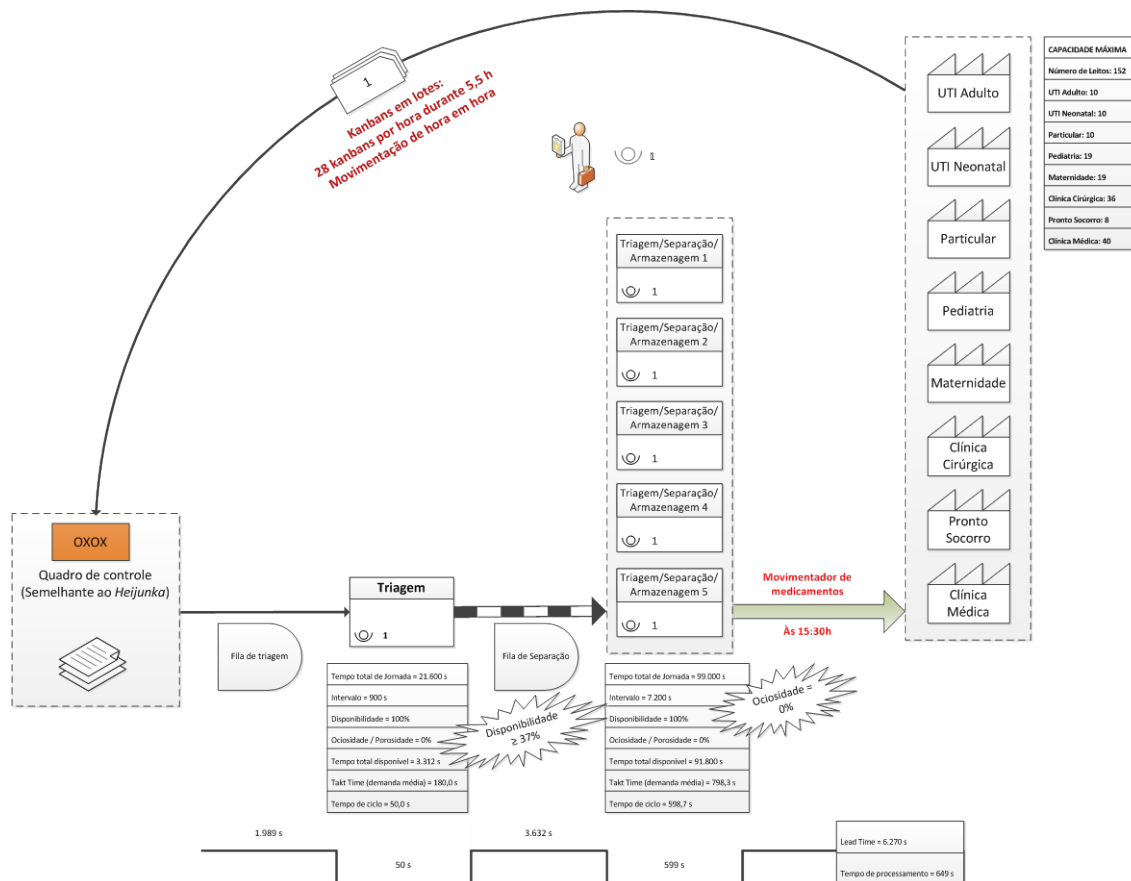 1
Kanbans em lotes:
28 kanbans por hora durante 5,5 h
Movimentação de hora em hora
1
UTI Adulto
UTI Neonatal
Particular
Pediatria
Maternidade
Clínica
Cirúrgica
Pronto
Socorro
Clínica
Médica
CAPACIDADE MÁXIMA
Número de Leitos: 152
UTI Adulto: 10
UTI Neonatal: 10
Particular: 10
Pediatria: 19
Maternidade: 19
Clínica Cirúrgica: 36
Pronto Socorro: 8
Clínica Médica: 40
Triagem/Separação/
Armazenagem 1
1
Triagem/Separação/
Armazenagem 2
1
Triagem/Separação/
Armazenagem 3
1
Triagem/Separação/
Armazenagem 4
1
Triagem/Separação/
Armazenagem 5
1
OXOX
Quadro de controle
(Semelhante ao Heijunka)
Fila de triagem
Triagem
1
Fila de Separação
Movimentador de
medicamentos
Às 15:30h
Tempo total de Jornada = 21.600 s
Intervalo = 900 s
Disponibilidade = 100%
Ociosidade / Porosidade = 0%
Tempo total disponível = 3.312 s
Takt Time (demanda média) = 180,0 s
Tempo de ciclo = 50,0 s
Disponibilidade
≥ 37%
Tempo total de Jornada = 99.000 s
Intervalo = 7.200 s
Disponibilidade = 100%
Ociosidade / Porosidade = 0%
Tempo total disponível = 91.800 s
Takt Time (demanda média) = 798,3 s
Tempo de ciclo = 598,7 s
Ociosidade =
0%
1.989 s
50 s
3.632 s
599 s
Lead Time = 6.270 s
Tempo de processamento = 649 s